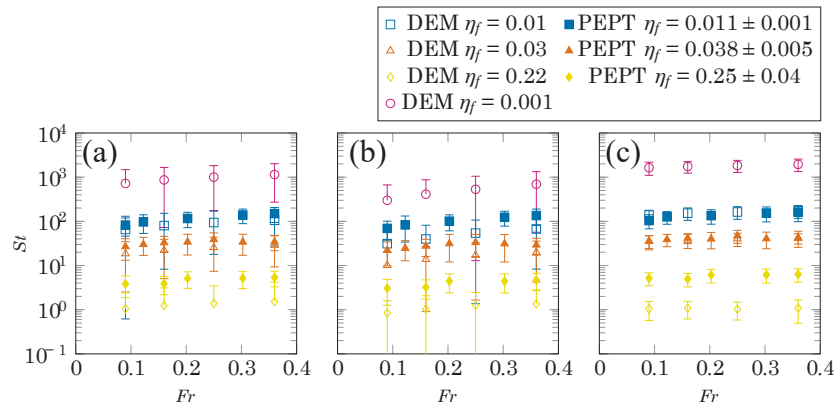 DEM η_f = 0.01 PEPT η_f = 0.011 ± 0.001
DEM η_f = 0.03 PEPT η_f = 0.038 ± 0.005
DEM η_f = 0.22 PEPT η_f = 0.25 ± 0.04
DEM η_f = 0.001
(a) (b) (c)
10^4
10^3
10^2
10^1
10^0
10^−1
St
0 0.1 0.2 0.3 0.4 0 0.1 0.2 0.3 0.4 0 0.1 0.2 0.3 0.4
Fr Fr Fr